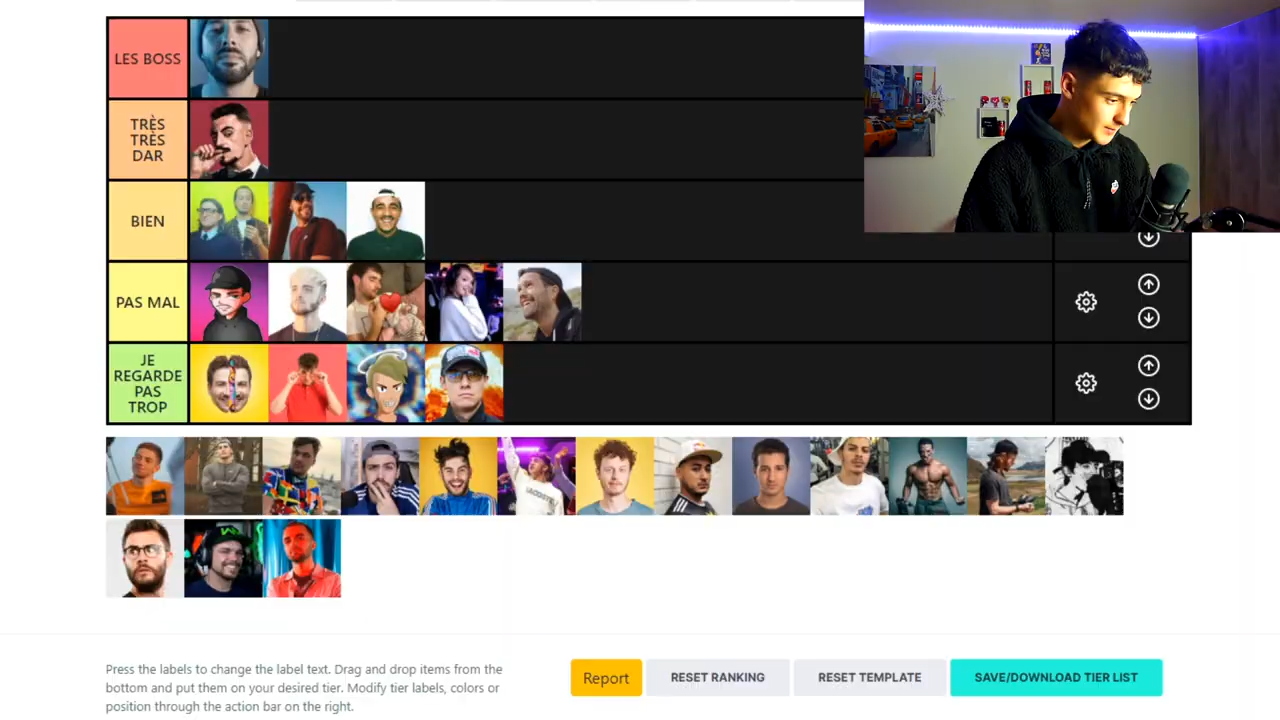 LES BOSS
TRÈS
TRÈS
DAR
BIEN
PAS MAL
JE
REGARDE
PAS
TROP
Press the labels to change the label text. Drag and drop items from the
bottom and put them on your desired tier. Modify tier labels, colors or
position through the action bar on the right.
Report
RESET RANKING
RESET TEMPLATE
SAVE/DOWNLOAD TIER LIST